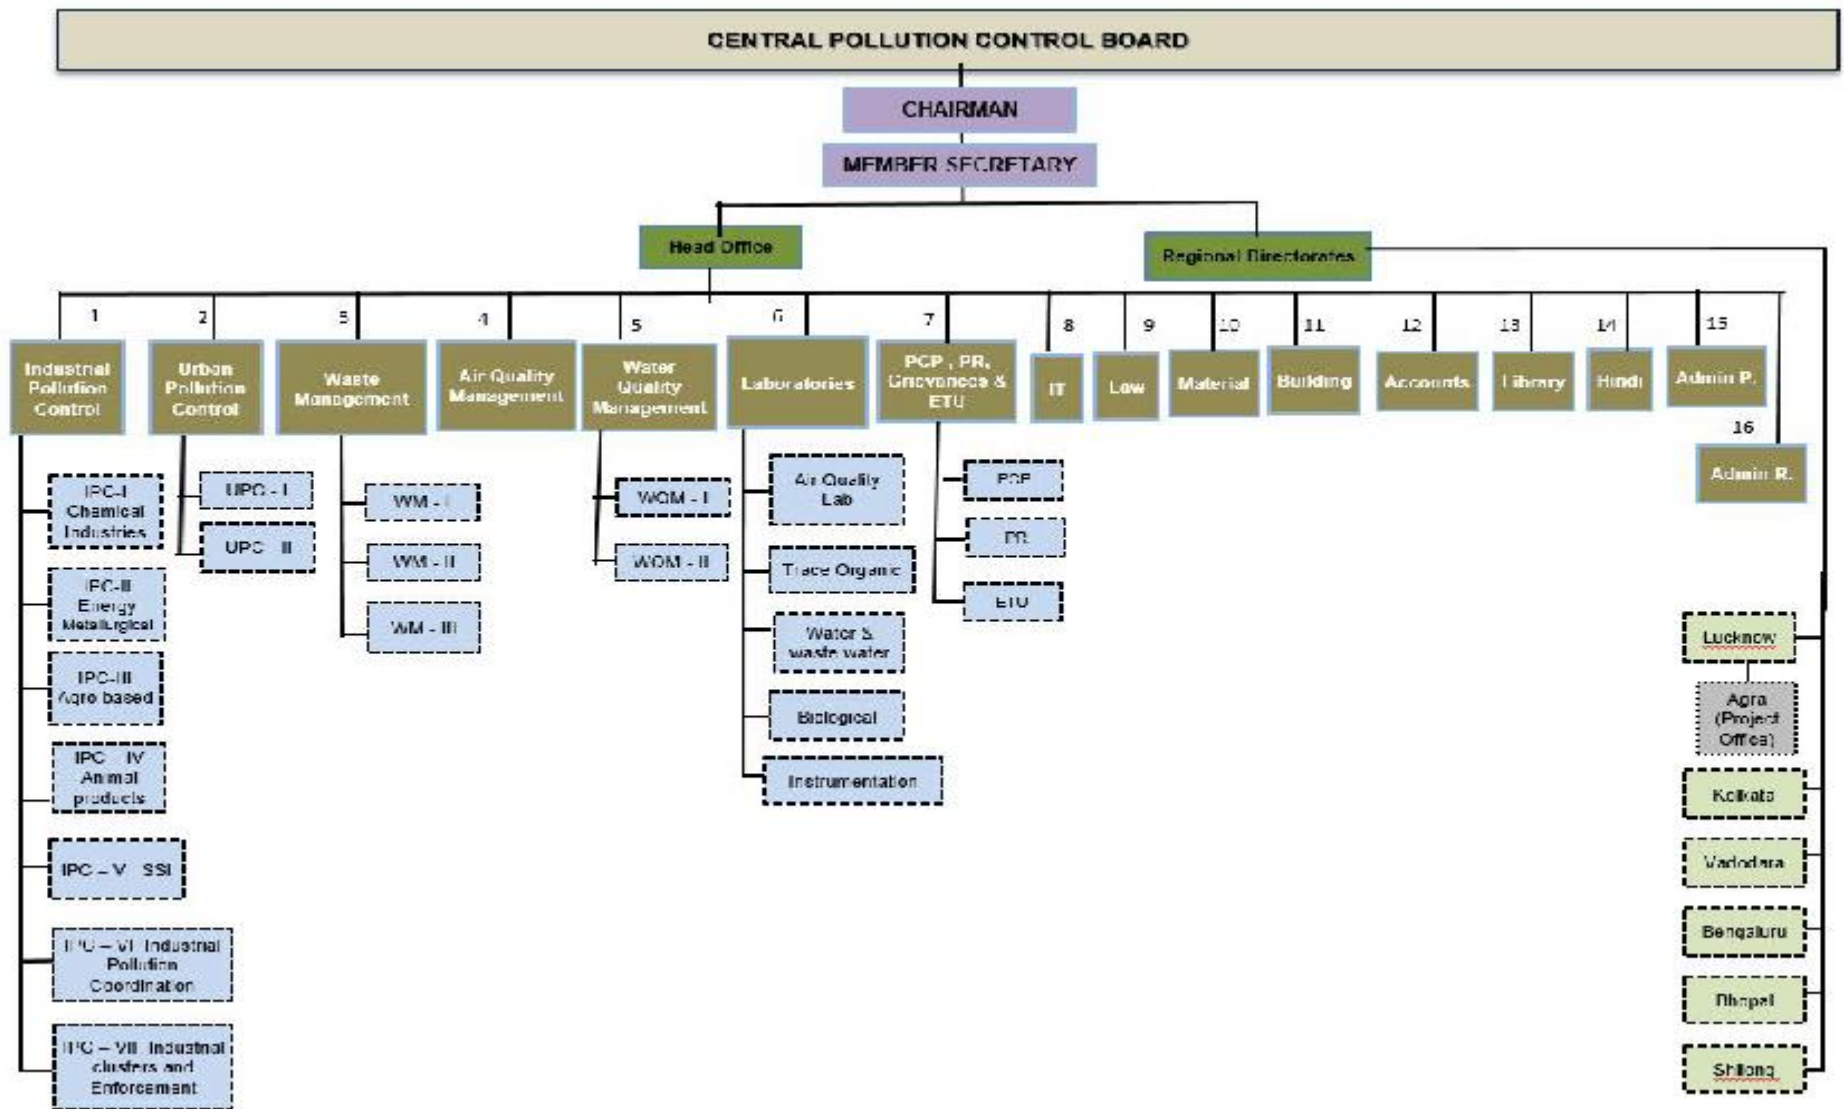 CENTRAL POLLUTION CONTROL BOARD
CHAIRMAN
MEMBER SECRETARY
Head Office
Regional Directorates
1
2
3
4
5
6
7
8
9
10
11
12
13
14
15
Industrial
Pollution
Control
Urban
Pollution
Control
Waste
Management
Air Quality
Management
Water
Quality
Management
Laboratories
PCP , PR,
Grievances &
ETU
IT
Law
Material
Building
Accounts
Library
Hindi
Admin P.
16
Admin R.
IPC-I
Chemical
Industries
IPC-II
Energy
Metallurgical
IPC-III
Agro based
IPC – IV
Animal
products
IPC – V SSI
IPC – VI Industrial
Pollution
Coordination
IPC – VII Industrial
clusters and
Enforcement
UPC - I
UPC - II
WM - I
WM - II
WM - III
WQM - I
WQM - II
Air Quality
Lab
Trace Organic
Water &
waste water
Biological
Instrumentation
PCP
PR
ETU
Lucknow
Agra
(Project
Office)
Kolkata
Vadodara
Bengaluru
Bhopal
Shillong